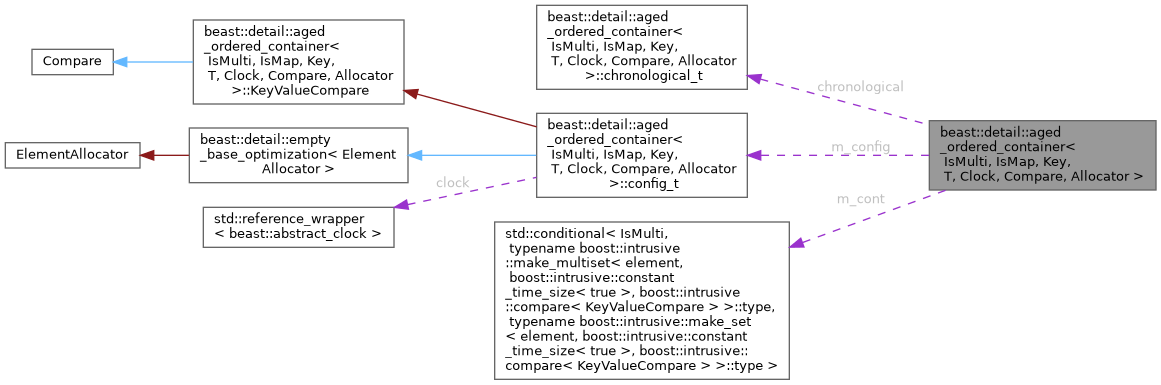 Compare
beast::detail::aged
_ordered_container<
IsMulti, IsMap, Key,
T, Clock, Compare, Allocator
>::KeyValueCompare
ElementAllocator
beast::detail::empty
_base_optimization< Element
Allocator >
std::reference_wrapper
< beast::abstract_clock >
clock
beast::detail::aged
_ordered_container<
IsMulti, IsMap, Key,
T, Clock, Compare, Allocator
>::chronological_t
beast::detail::aged
_ordered_container<
IsMulti, IsMap, Key,
T, Clock, Compare, Allocator
>::config_t
std::conditional< IsMulti,
typename boost::intrusive
::make_multiset< element,
boost::intrusive::constant
_time_size< true >, boost::intrusive
::compare< KeyValueCompare > >::type,
typename boost::intrusive::make_set
< element, boost::intrusive::constant
_time_size< true >, boost::intrusive::
compare< KeyValueCompare > >::type >
chronological
m_config
m_cont
beast::detail::aged
_ordered_container<
IsMulti, IsMap, Key,
T, Clock, Compare, Allocator >